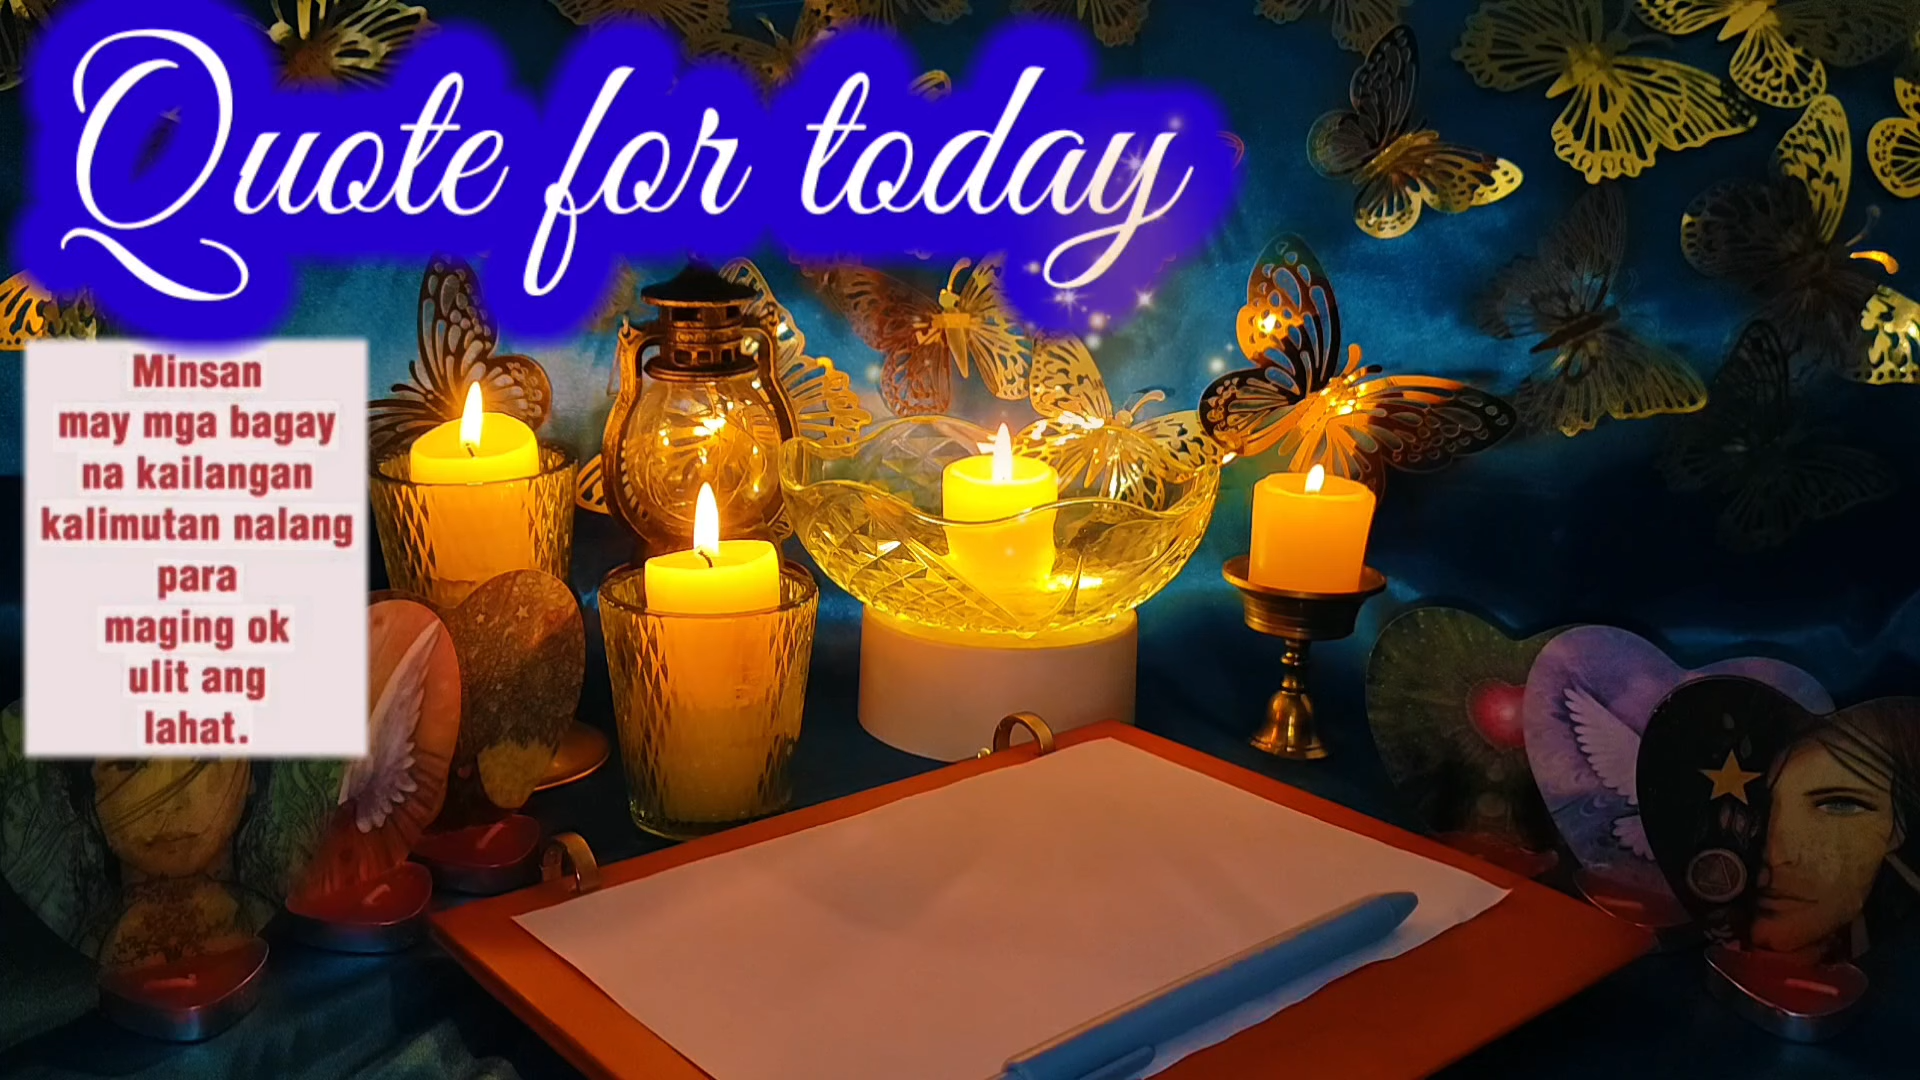 Quote for today
Minsan
may mga bagay
na kailangan
kalimutan nalang
para
maging ok
ulit ang
lahat.